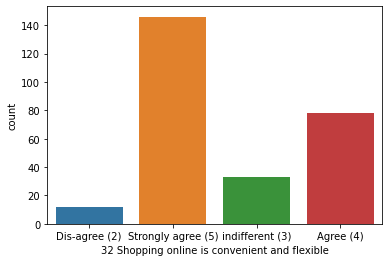 140
120
100
80
60
40
20
0
count
Dis-agree (2) Strongly agree (5) indifferent (3) Agree (4)
32 Shopping online is convenient and flexible